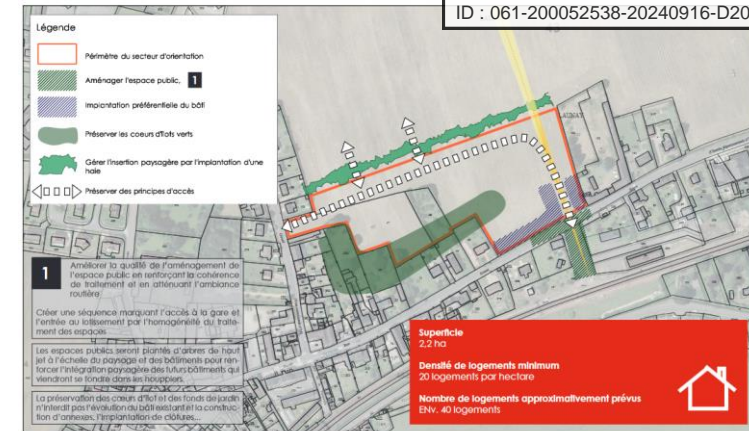 ID : 061-200052538-20240916-D20
Légende
Périmètre du secteur d'orientation
Aménager l'espace public, 1
Implantation préférentielle du bâti
Préserver les coeurs d'îlots verts
Gérer l'insertion paysagère par l'implantation d'une
haie
Préserver des principes d'accès
1
Améliorer la qualité de l'aménagement de
l'espace public en renforçant la cohérence
de traitement et en atténuant l'ambiance
routière
Créer une séquence marquant l'accès à la gare et
l'entrée au lotissement par l'homogénéité du traite-
ment des espaces
Les espaces publics seront plantés d'arbres de haut
jet à l'échelle du paysage et des bâtiments pour ren-
forcer l'intégration paysagère des futurs bâtiments qui
viendront se fondre dans les houppiers.
La préservation des cœurs d'îlot et des fonds de jardin
n'interdit pas l'évolution du bâti existant et la construc-
tion d'annexes, l'implantation de clôtures...
Superficie
2,2 ha
Densité de logements minimum
20 logements par hectare
Nombre de logements approximativement prévus
ENV. 40 logements